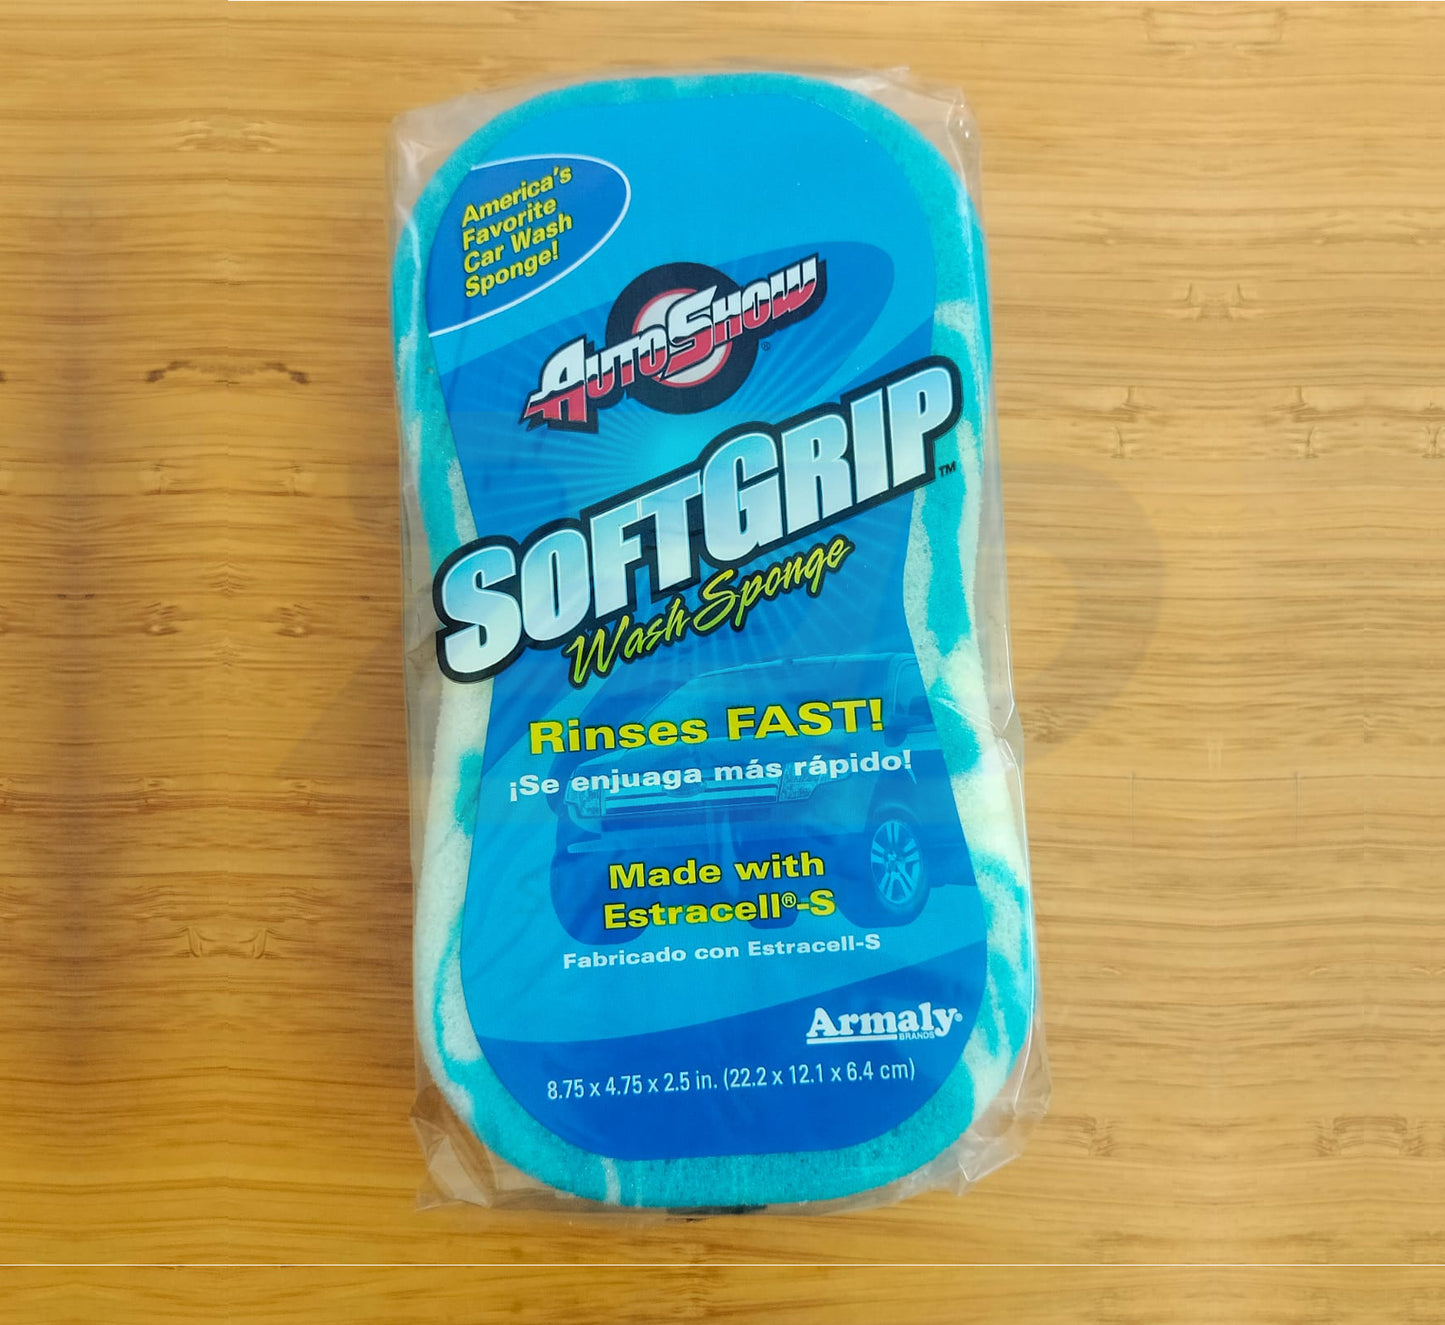 America's
Favorite
Car Wash
Sponge!
AUTOSHOW®
SOFTGRIP™
Wash Sponge
Rinses FAST!
¡Se enjuaga más rápido!
Made with
Estracell®-S
Fabricado con Estracell-S
Armaly®
BRANDS
8.75 x 4.75 x 2.5 in. (22.2 x 12.1 x 6.4 cm)